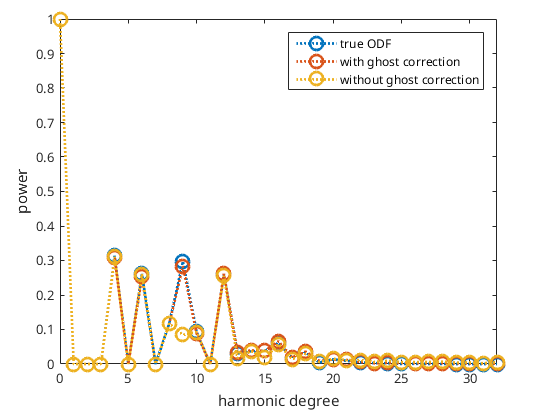 1
0.9
0.8
0.7
0.6
0.5
0.4
0.3
0.2
0.1
0
power
true ODF
with ghost correction
without ghost correction
0 5 10 15 20 25 30
harmonic degree